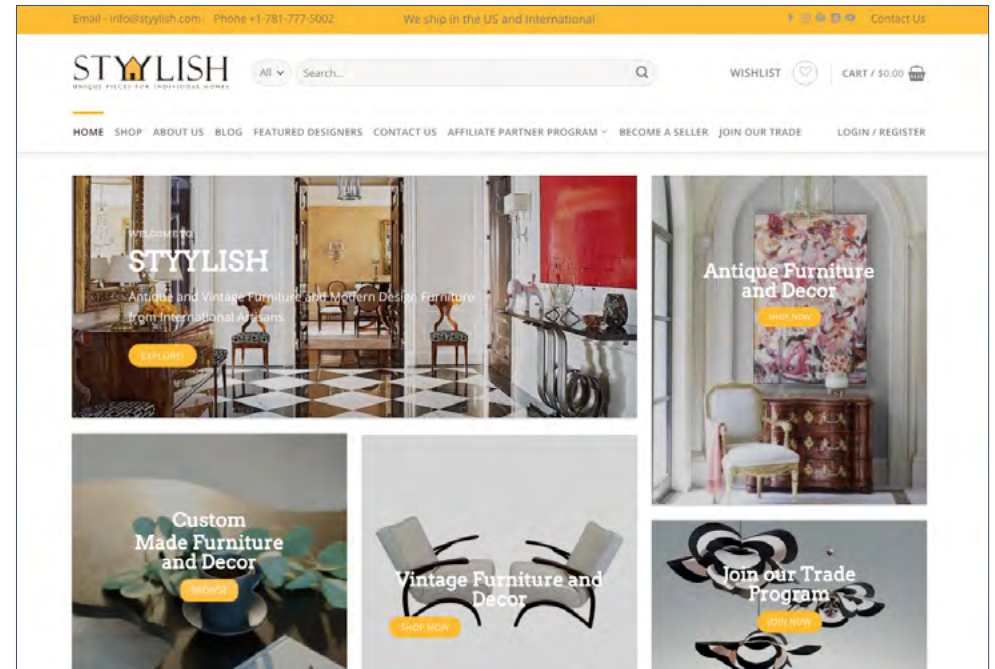 Email - info@styylish.com Phone +1-781-777-5002 We ship in the US and International Contact Us
STYYLISH All Search... WISHLIST CART / $0.00
UNIQUE PIECES FOR INDIVIDUAL HOMES
HOME SHOP ABOUT US BLOG FEATURED DESIGNERS CONTACT US AFFILIATE PARTNER PROGRAM BECOME A SELLER JOIN OUR TRADE LOGIN / REGISTER
WELCOME TO
STYYLISH
Antique and Vintage Furniture and Modern Design Furniture
from International Artisans.
EXPLORE!
Antique Furniture
and Decor
SHOP NOW
Custom
Made Furniture
and Decor
BROWSE!
Vintage Furniture and
Decor
SHOP NOW
Join our Trade
Program
JOIN NOW